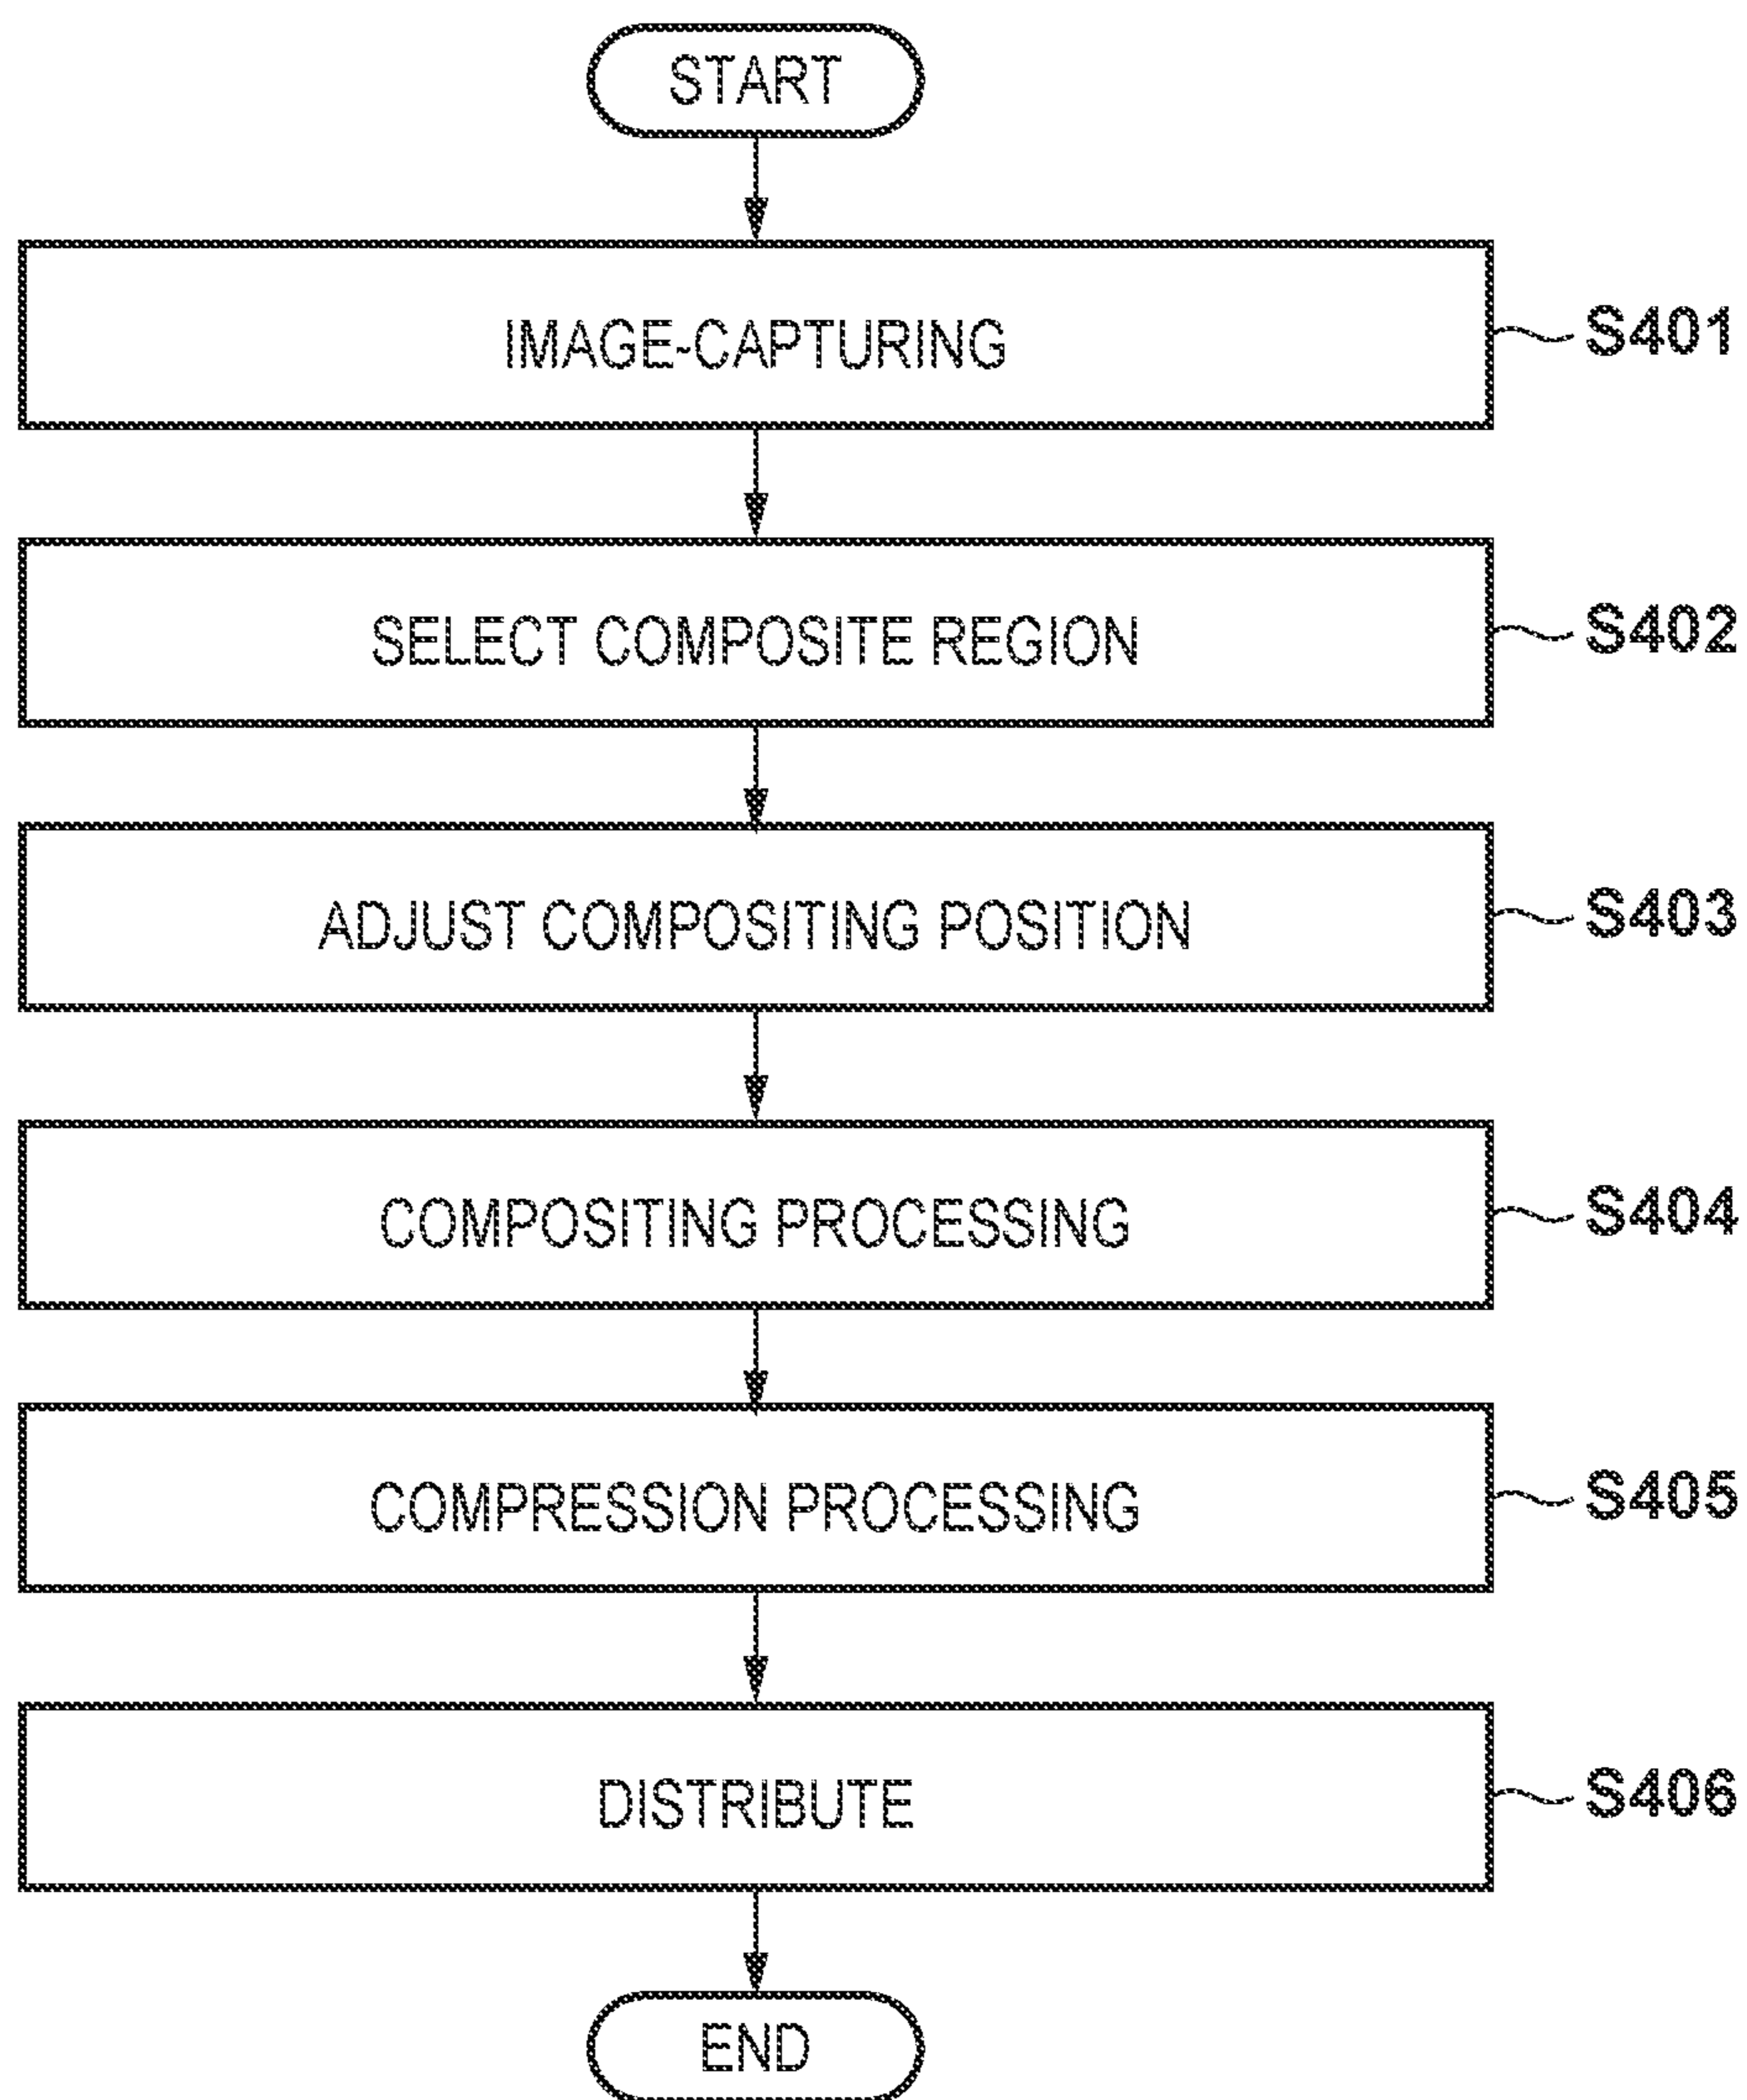 START
IMAGE-CAPTURING
S401
SELECT COMPOSITE REGION
S402
ADJUST COMPOSITING POSITION
S403
COMPOSITING PROCESSING
S404
COMPRESSION PROCESSING
S405
DISTRIBUTE
S406
END